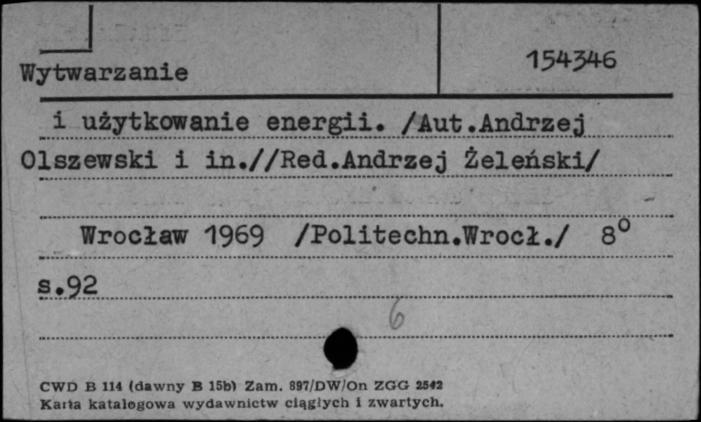 154346
Wytwarzanie
i użytkowanie energii. /Aut.Andrzej
Olszewski i in.//Red.Andrzej Żeleński/
Wrocław 1969 /Politechn.Wrocł./ 8°
s.92
6
CWD B 114 (dawny B 15b) Zam. 897/DW/On ZGG 2542
Karta katalogowa wydawnictw ciągłych i zwartych.